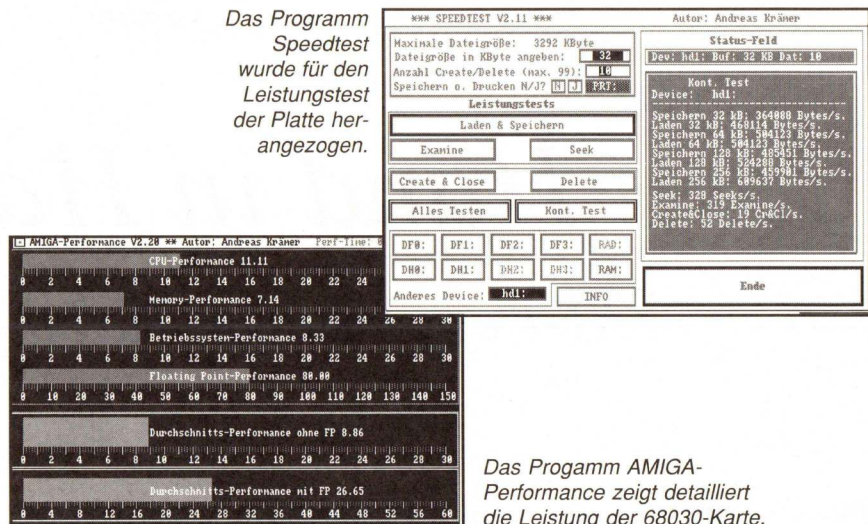 Das Programm
Speedtest
wurde für den
Leistungstest
der Platte her-
angezogen.
*** SPEEDTEST V2.11 ***
Autor: Andreas Krämer
Maximale Dateigröße: 3292 KByte
Dateigröße in KByte angeben: 32
Anzahl Create/Delete (max. 99): 10
Speichern o. Drucken N/J? N J PRT:
Leistungstests
Laden & Speichern
Examine Seek
Create & Close Delete
Alles Testen Kont. Test
DF0: DF1: DF2: DF3: RAD:
DH0: DH1: DH2: DH3: RAM:
Anderes Device: hd1: INFO
Status-Feld
Dev: hd1: Buf: 32 KB Dat: 10
Kont. Test
Device: hd1:
Speichern 32 kB: 364088 Bytes/s.
Laden 32 kB: 468114 Bytes/s.
Speichern 64 kB: 504123 Bytes/s.
Laden 64 kB: 504123 Bytes/s.
Speichern 128 kB: 485451 Bytes/s.
Laden 128 kB: 524288 Bytes/s.
Speichern 256 kB: 459901 Bytes/s.
Laden 256 kB: 609637 Bytes/s.
Seek: 328 Seeks/s.
Examine: 319 Examine/s.
Create&Close: 19 Cr&Cl/s.
Delete: 52 Delete/s.
Ende
AMIGA-Performance V2.20 ** Autor: Andreas Krämer Perf-Time:
CPU-Performance 11.11
0 2 4 6 8 10 12 14 16 18 20 22 24
Memory-Performance 7.14
0 2 4 6 8 10 12 14 16 18 20 22 24 26 28 30
Betriebssystem-Performance 8.33
0 2 4 6 8 10 12 14 16 18 20 22 24 26 28 30
Floating Point-Performance 80.00
0 10 20 30 40 50 60 70 80 90 100 110 120 130 140 150
Durchschnitts-Performance ohne FP 8.86
0 2 4 6 8 10 12 14 16 18 20 22 24 26 28 30
Durchschnitts-Performance mit FP 26.65
0 4 8 12 16 20 24 28 32 36 40 44 48 52 56 60
Das Progamm AMIGA-
Performance zeigt detailliert
die Leistung der 68030-Karte.